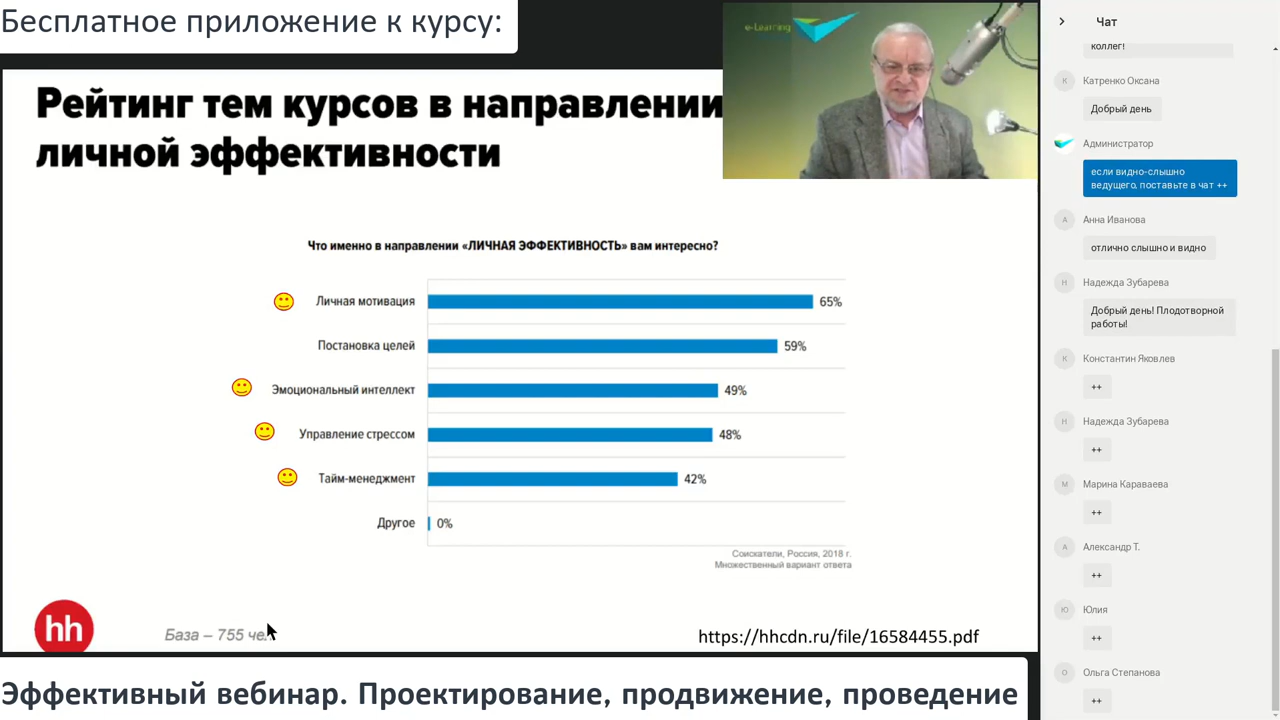 Бесплатное приложение к курсу:
e-Learning
Рейтинг тем курсов в направлении
личной эффективности
Что именно в направлении «ЛИЧНАЯ ЭФФЕКТИВНОСТЬ» вам интересно?
Личная мотивация 65%
Постановка целей 59%
Эмоциональный интеллект 49%
Управление стрессом 48%
Тайм-менеджмент 42%
Другое 0%
Соискатели, Россия, 2018 г.
Множественный вариант ответа
hh
База – 755 чел.
https://hhcdn.ru/file/16584455.pdf
Эффективный вебинар. Проектирование, продвижение, проведение
Чат
коллег!
К Катренко Оксана
Добрый день
Администратор
если видно-слышно
ведущего, поставьте в чат ++
А Анна Иванова
отлично слышно и видно
Н Надежда Зубарева
Добрый день! Плодотворной
работы!
К Константин Яковлев
++
Н Надежда Зубарева
++
М Марина Караваева
++
А Александр Т.
++
Ю Юлия
++
О Ольга Степанова
++